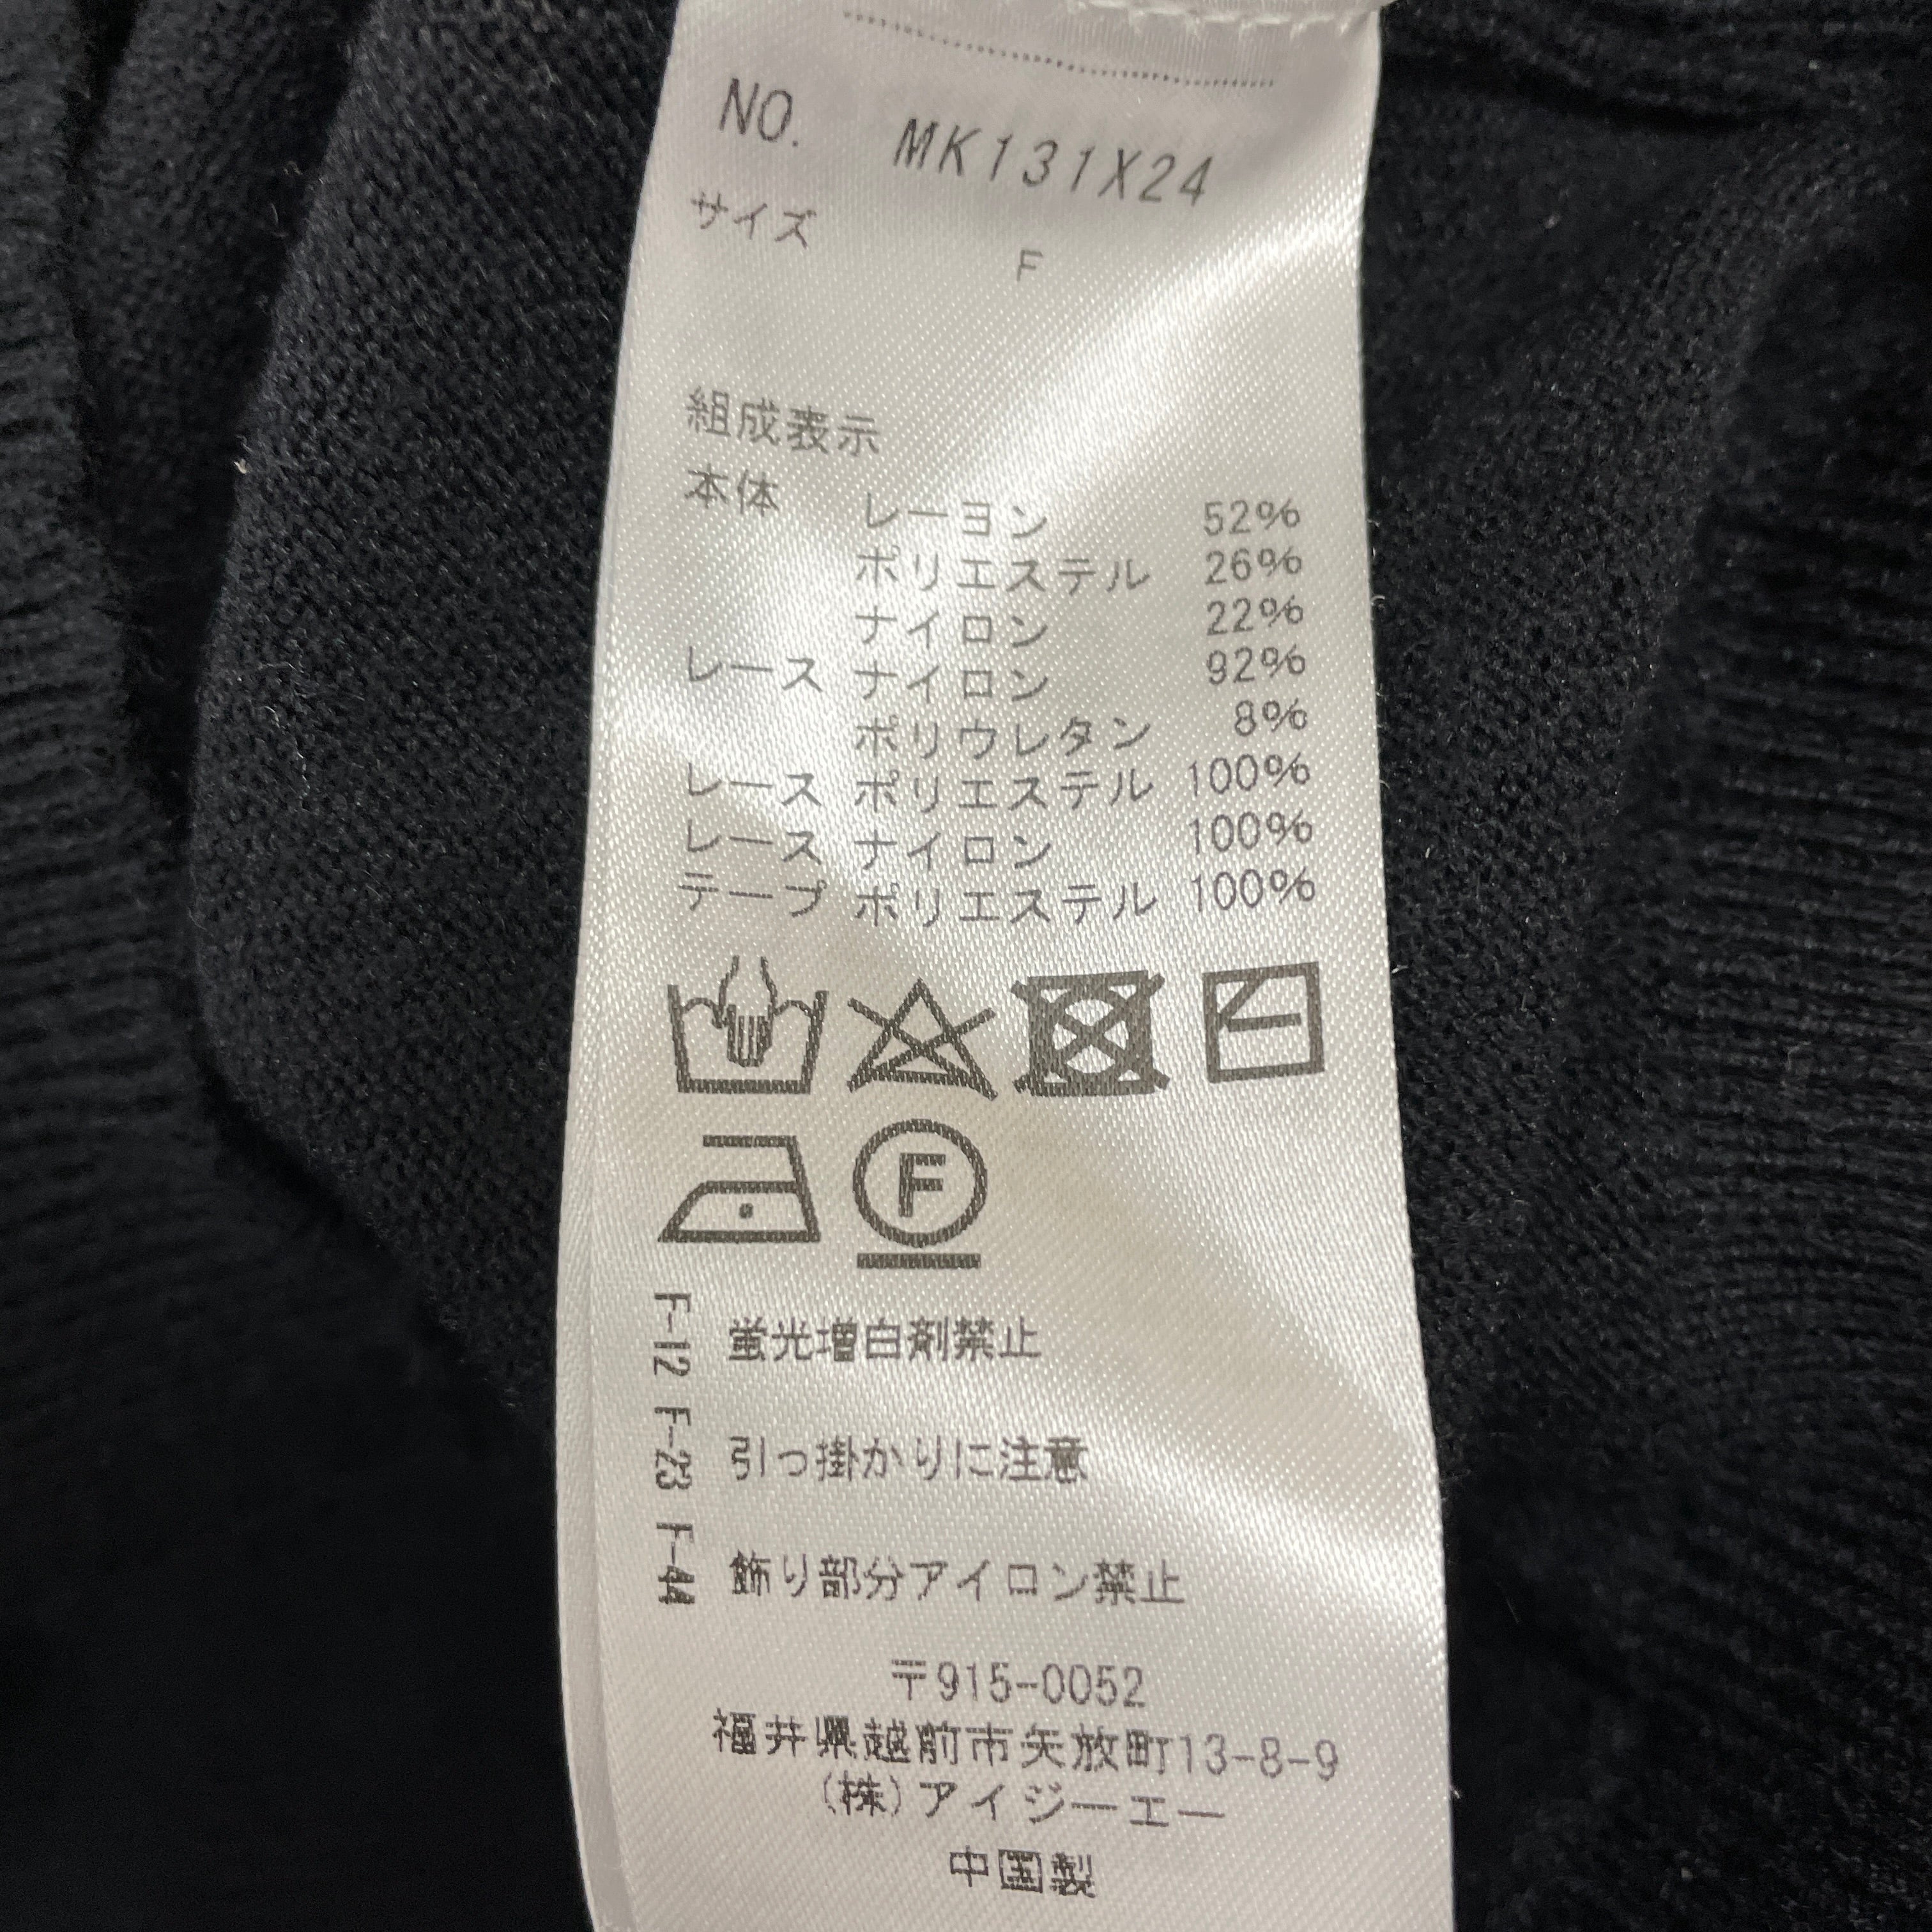 NO. MK131X24
サイズ F
組成表示
本体 レーヨン 52%
ポリエステル 26%
ナイロン 22%
レース ナイロン 92%
ポリウレタン 8%
レース ポリエステル 100%
レース ナイロン 100%
テープ ポリエステル 100%
F
F-12 蛍光増白剤禁止
F-23 引っ掛かりに注意
F-44 飾り部分アイロン禁止
〒915-0052
福井県越前市矢放町13-8-9
(株)アイジーエー
中国製